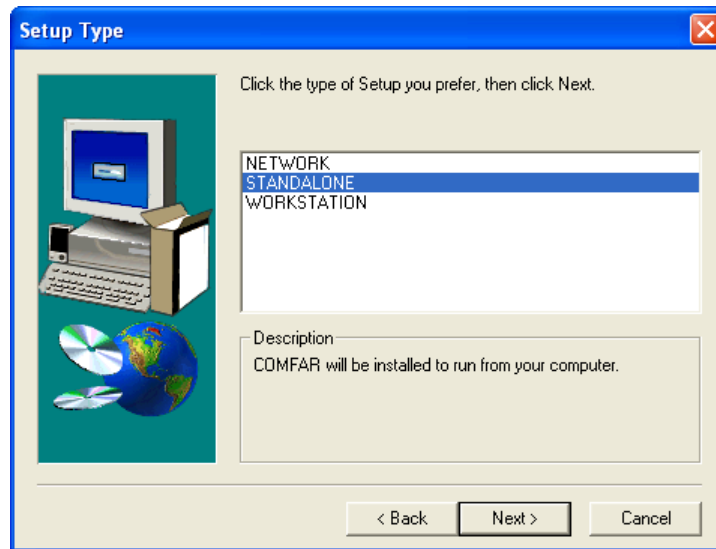 Setup Type
Click the type of Setup you prefer, then click Next.
NETWORK
STANDALONE
WORKSTATION
Description
COMFAR will be installed to run from your computer.
< Back
Next >
Cancel